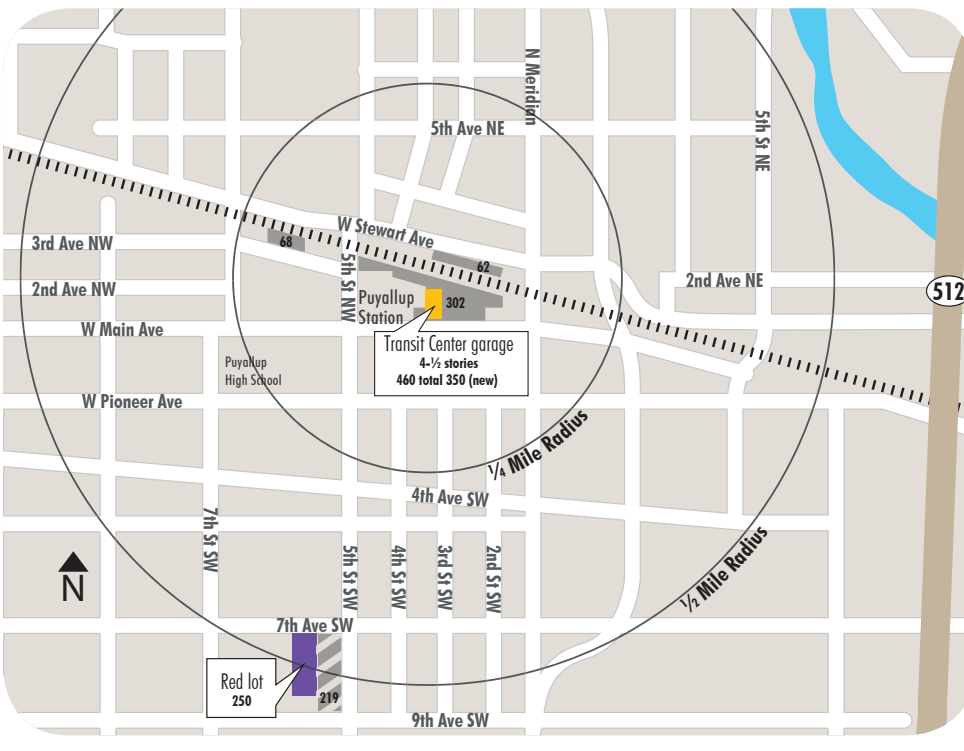 N Meridian
5th Ave NE
5th St NE
W Stewart Ave
68
3rd Ave NW
62
5th St NW
2nd Ave NE
2nd Ave NW
512
Puyallup
Station
302
W Main Ave
Transit Center garage
4-½ stories
460 total 350 (new)
Puyallup
High School
W Pioneer Ave
¼ Mile Radius
4th Ave SW
7th St SW
N
5th St SW
4th St SW
3rd St SW
2nd St SW
½ Mile Radius
7th Ave SW
Red lot
250
219
9th Ave SW